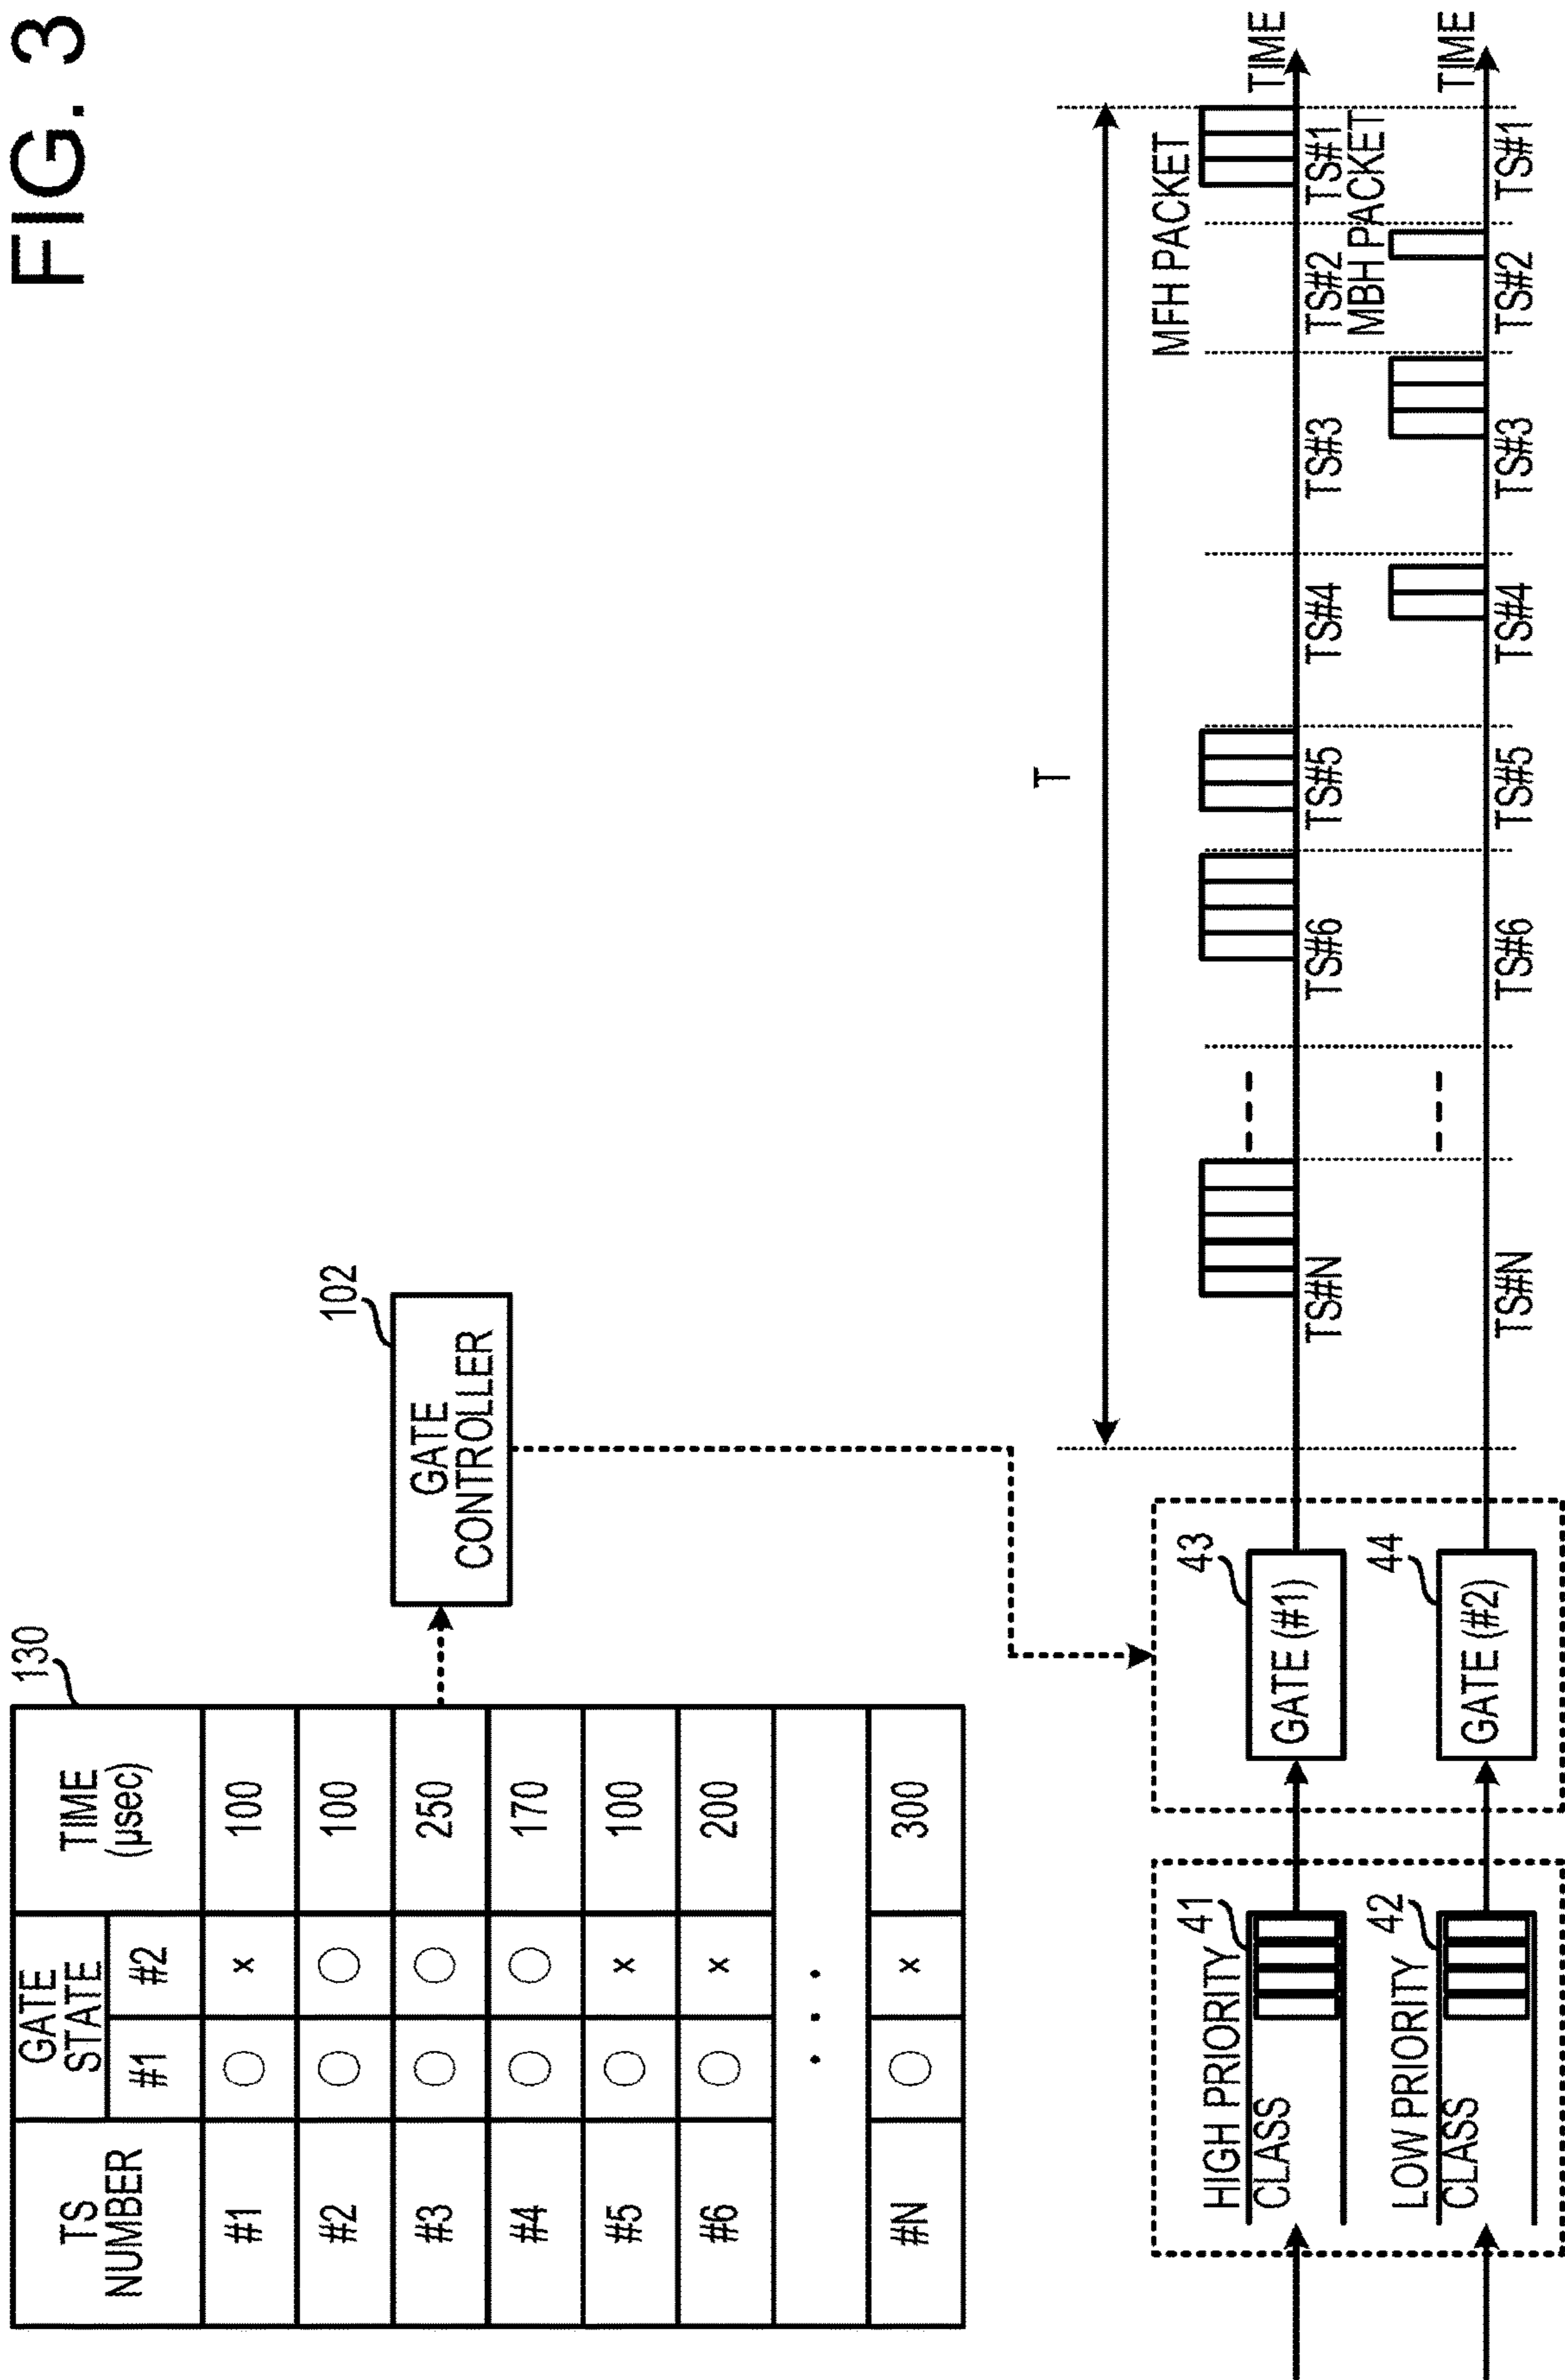 FIG. 3
130
TS
NUMBER
GATE
STATE
TIME
(µsec)
#1
#2
#1
○
×
100
#2
○
○
100
#3
○
○
250
#4
○
○
170
#5
○
×
100
#6
○
×
200
. . .
#N
○
×
300
102
GATE
CONTROLLER
T
HIGH PRIORITY
CLASS
41
43
GATE (#1)
MFH PACKET
TIME
TS#N
TS#6
TS#5
TS#4
TS#3
TS#2
TS#1
LOW PRIORITY
CLASS
42
44
GATE (#2)
MBH PACKET
TIME
TS#N
TS#6
TS#5
TS#4
TS#3
TS#2
TS#1